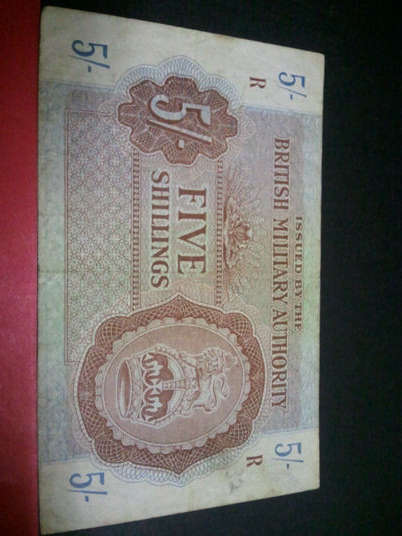 ISSUED BY THE
5/- R BRITISH MILITARY AUTHORITY R 5/-
5/-
FIVE
SHILLINGS
5/- 5/-